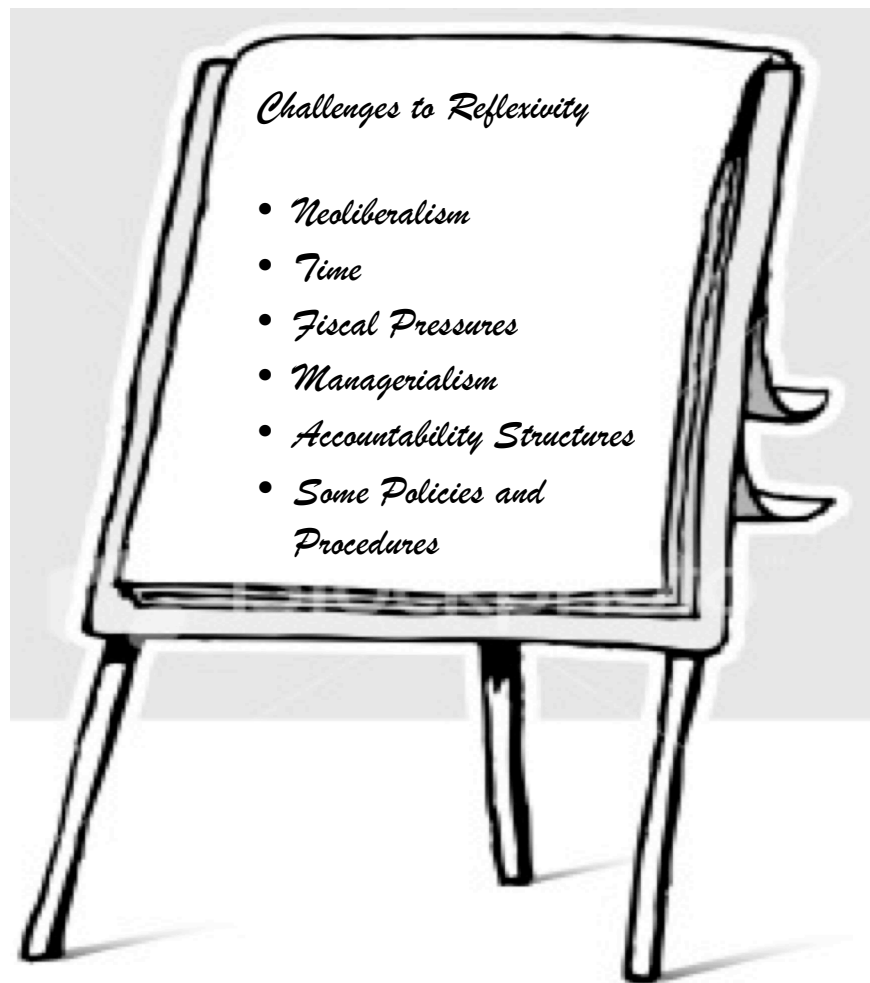 Challenges to Reflexivity
• Neoliberalism
• Time
• Fiscal Pressures
• Managerialism
• Accountability Structures
• Some Policies and
Procedures